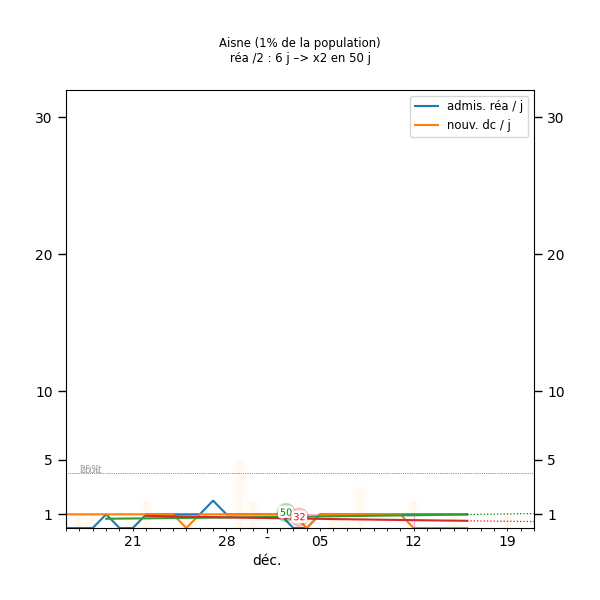 Aisne (1% de la population)
réa /2 : 6 j –> x2 en 50 j
admis. réa / j
nouv. dc / j
30 30
20 20
10 10
5 5
1 1
50
32
21 28 - 05 12 19
déc.